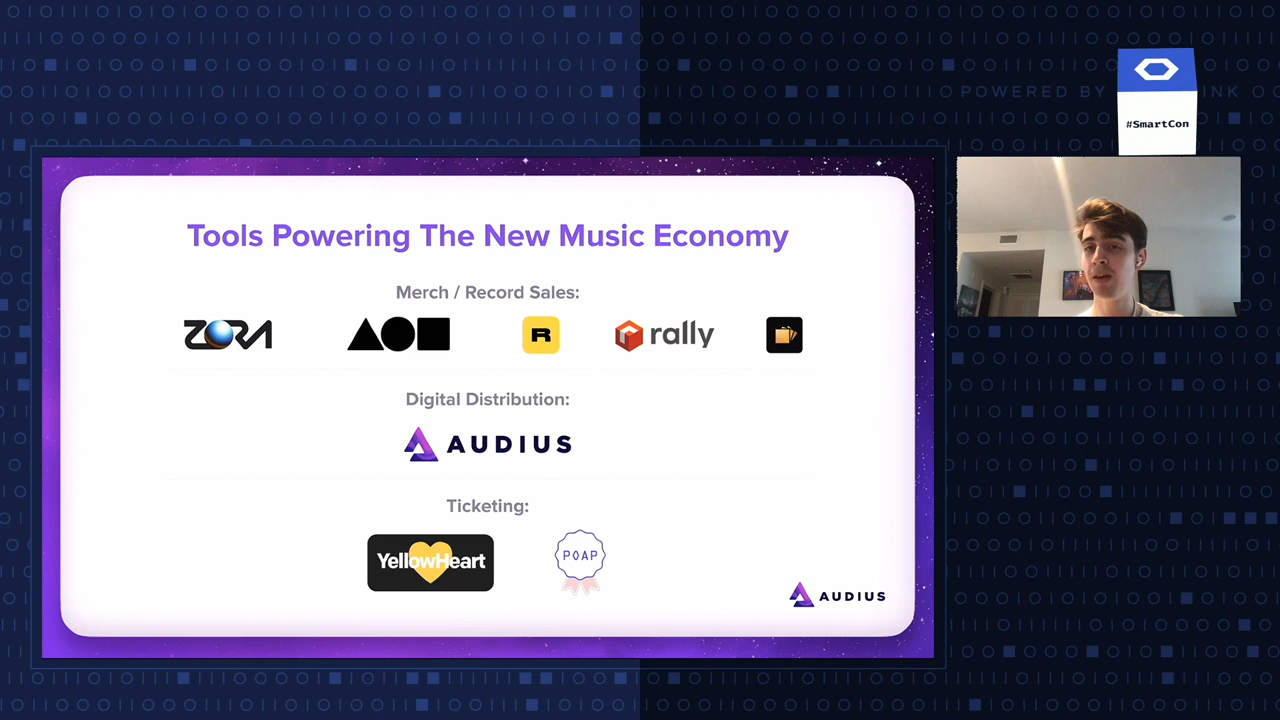 POWERED BY
INK
#SmartCon
Tools Powering The New Music Economy
Merch / Record Sales:
ZORA
R
rally
Digital Distribution:
AUDIUS
Ticketing:
YellowHeart
POAP
AUDIUS